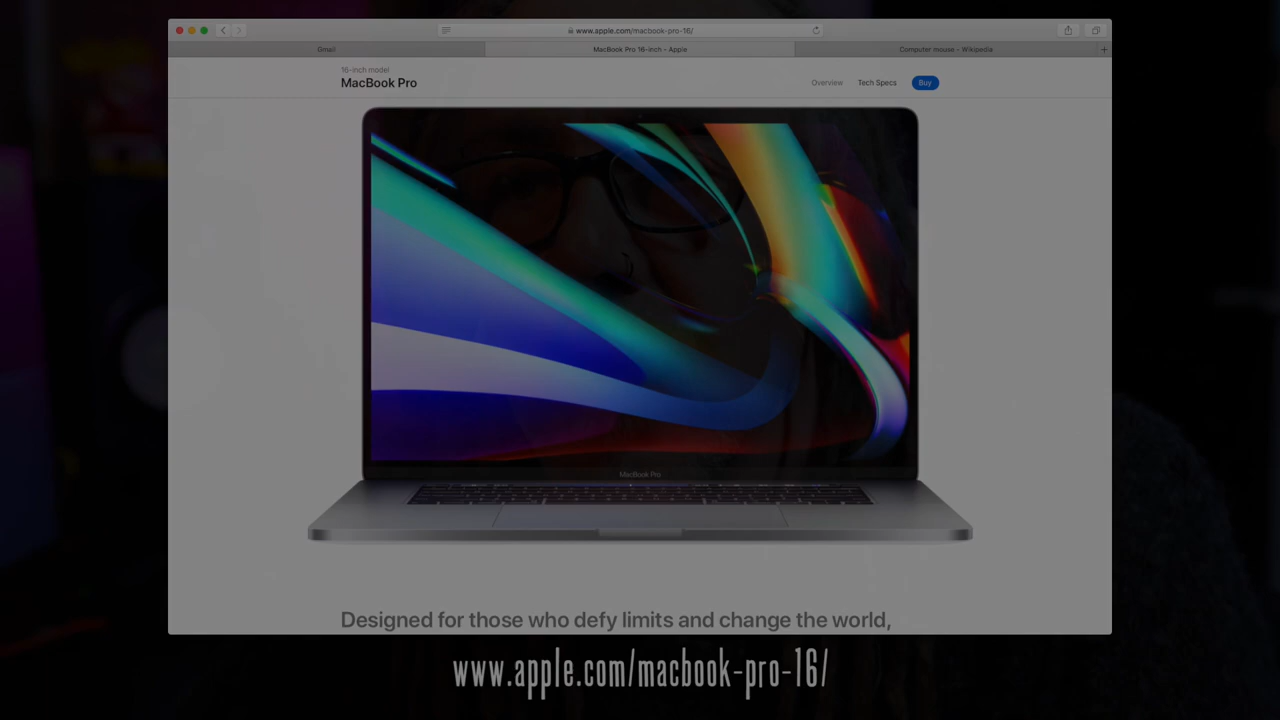 www.apple.com/macbook-pro-16/
Gmail
MacBook Pro 16-inch – Apple
Computer mouse – Wikipedia
16-inch model
MacBook Pro
Overview
Tech Specs
Buy
MacBook Pro
Designed for those who defy limits and change the world,
www.apple.com/macbook-pro-16/